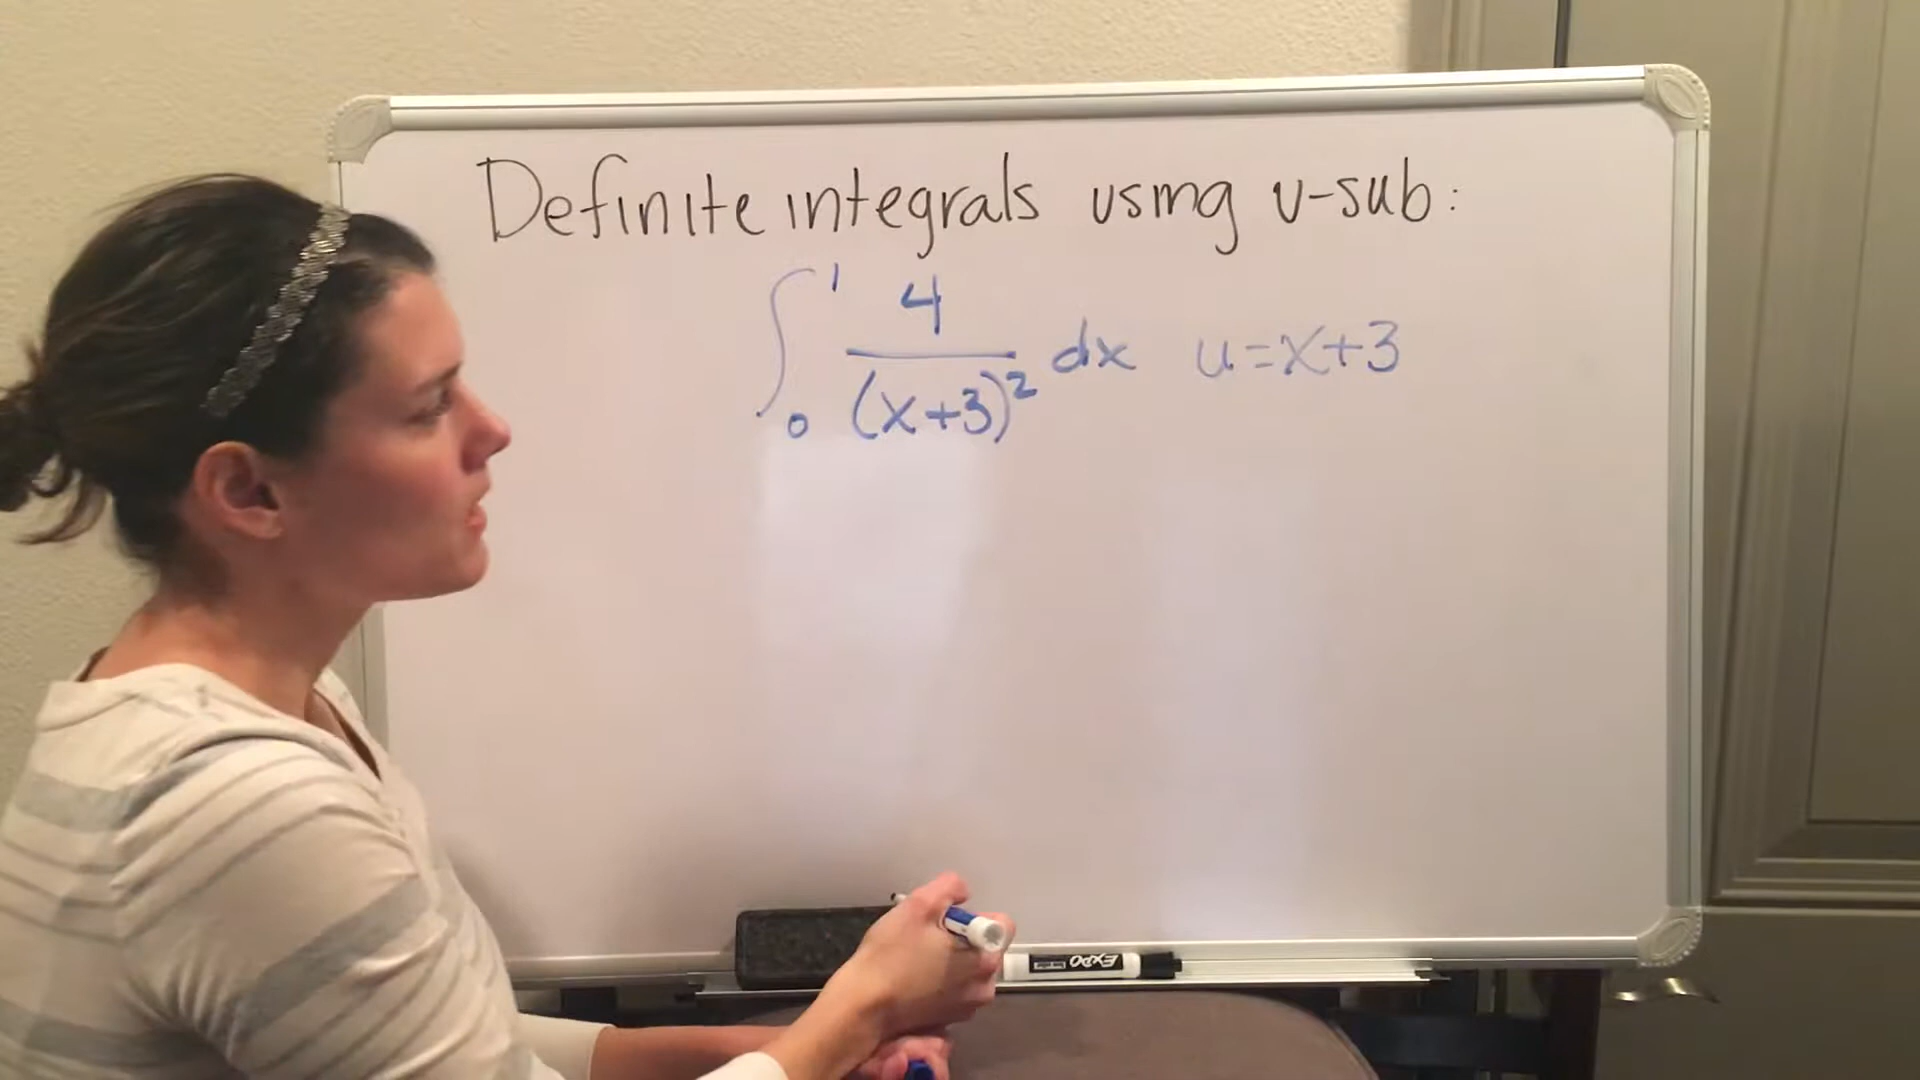 Definite integrals using u-sub:
∫₀¹ 4/(x+3)² dx u=x+3
EXPO